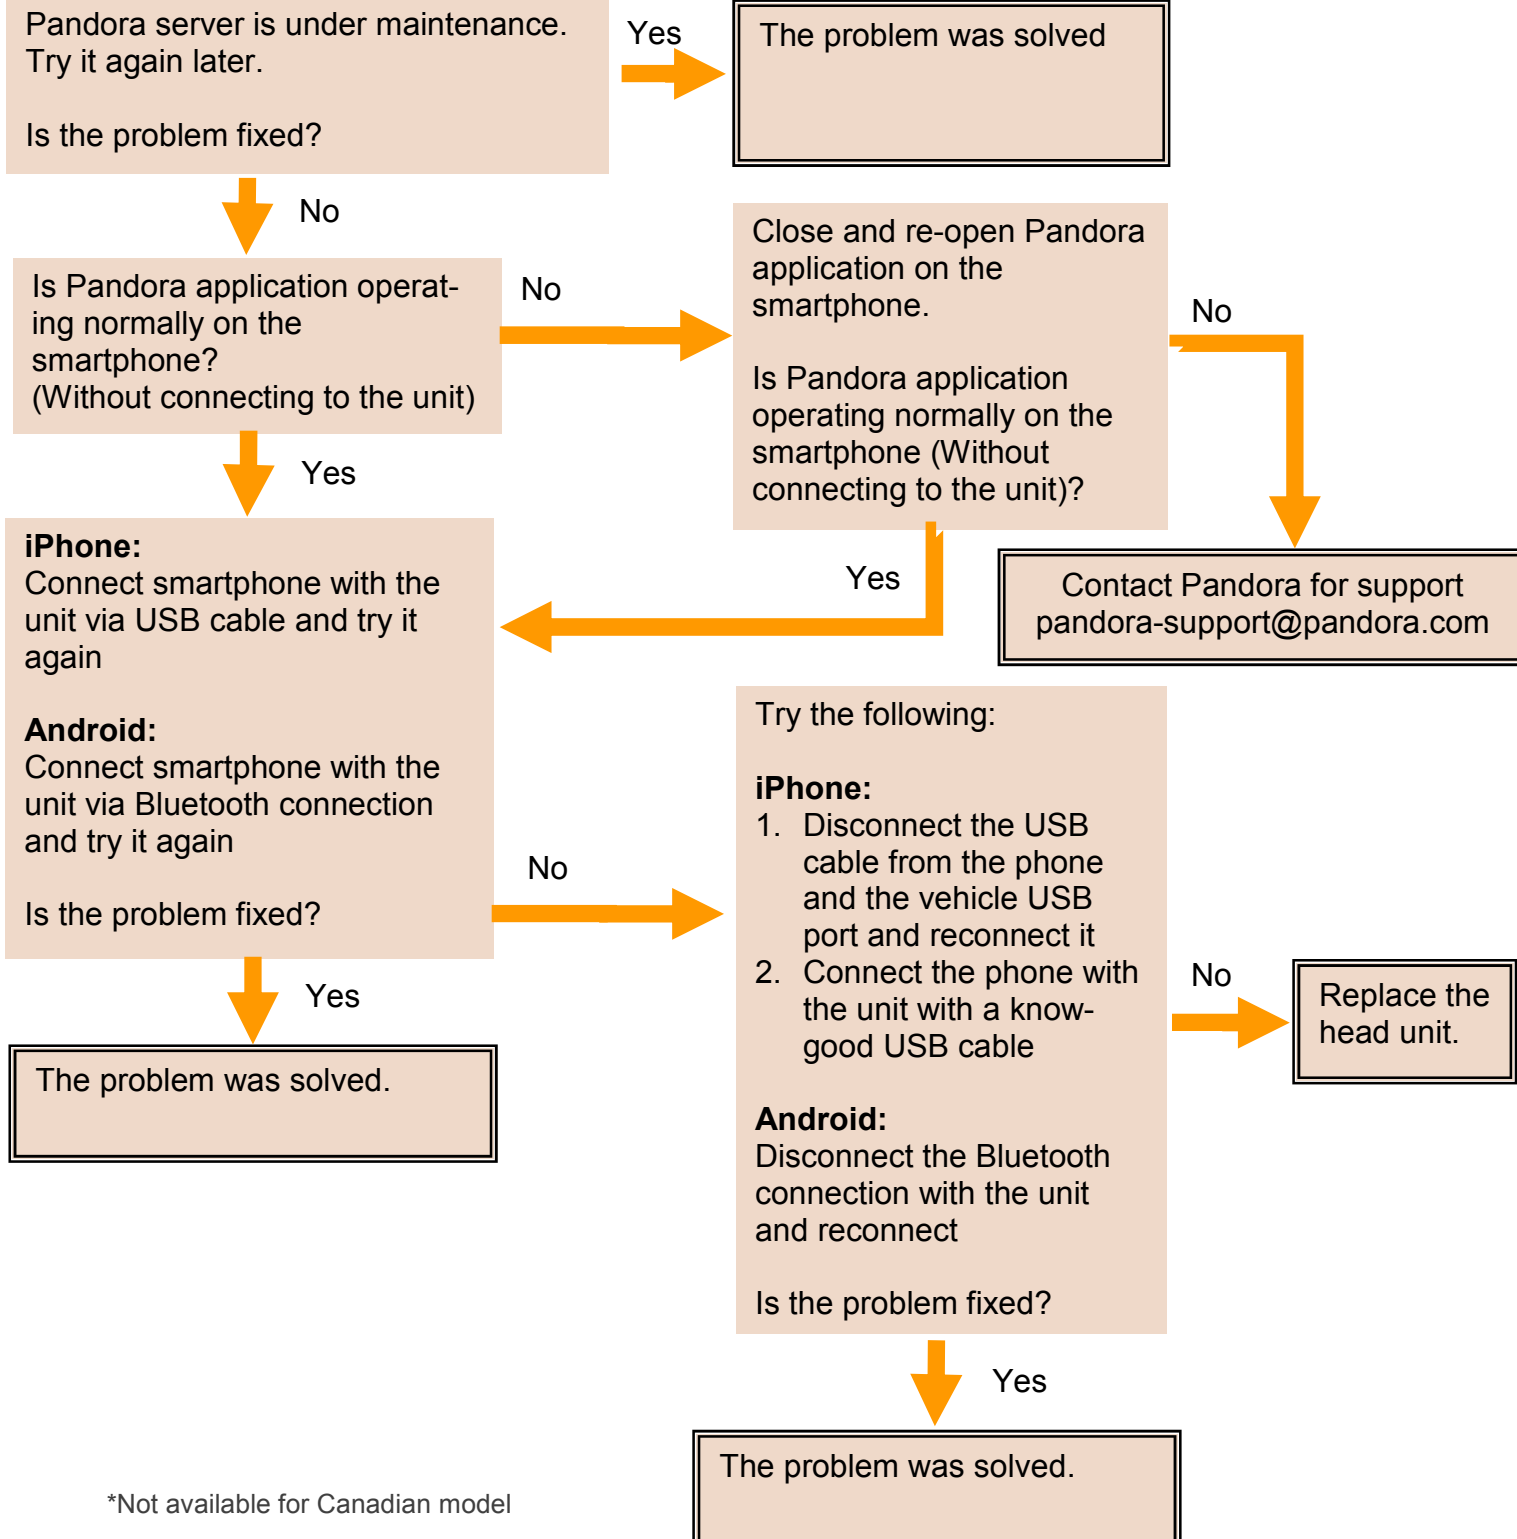 Pandora server is under maintenance.
Try it again later.
Is the problem fixed?
Yes
The problem was solved
No
Is Pandora application operat-
ing normally on the
smartphone?
(Without connecting to the unit)
No
Close and re-open Pandora
application on the
smartphone.
Is Pandora application
operating normally on the
smartphone (Without
connecting to the unit)?
No
Contact Pandora for support
pandora-support@pandora.com
Yes
Yes
iPhone:
Connect smartphone with the
unit via USB cable and try it
again
Android:
Connect smartphone with the
unit via Bluetooth connection
and try it again
Is the problem fixed?
No
Yes
The problem was solved.
Try the following:
iPhone:
1. Disconnect the USB
cable from the phone
and the vehicle USB
port and reconnect it
2. Connect the phone with
the unit with a know-
good USB cable
Android:
Disconnect the Bluetooth
connection with the unit
and reconnect
Is the problem fixed?
No
Replace the
head unit.
Yes
The problem was solved.
*Not available for Canadian model